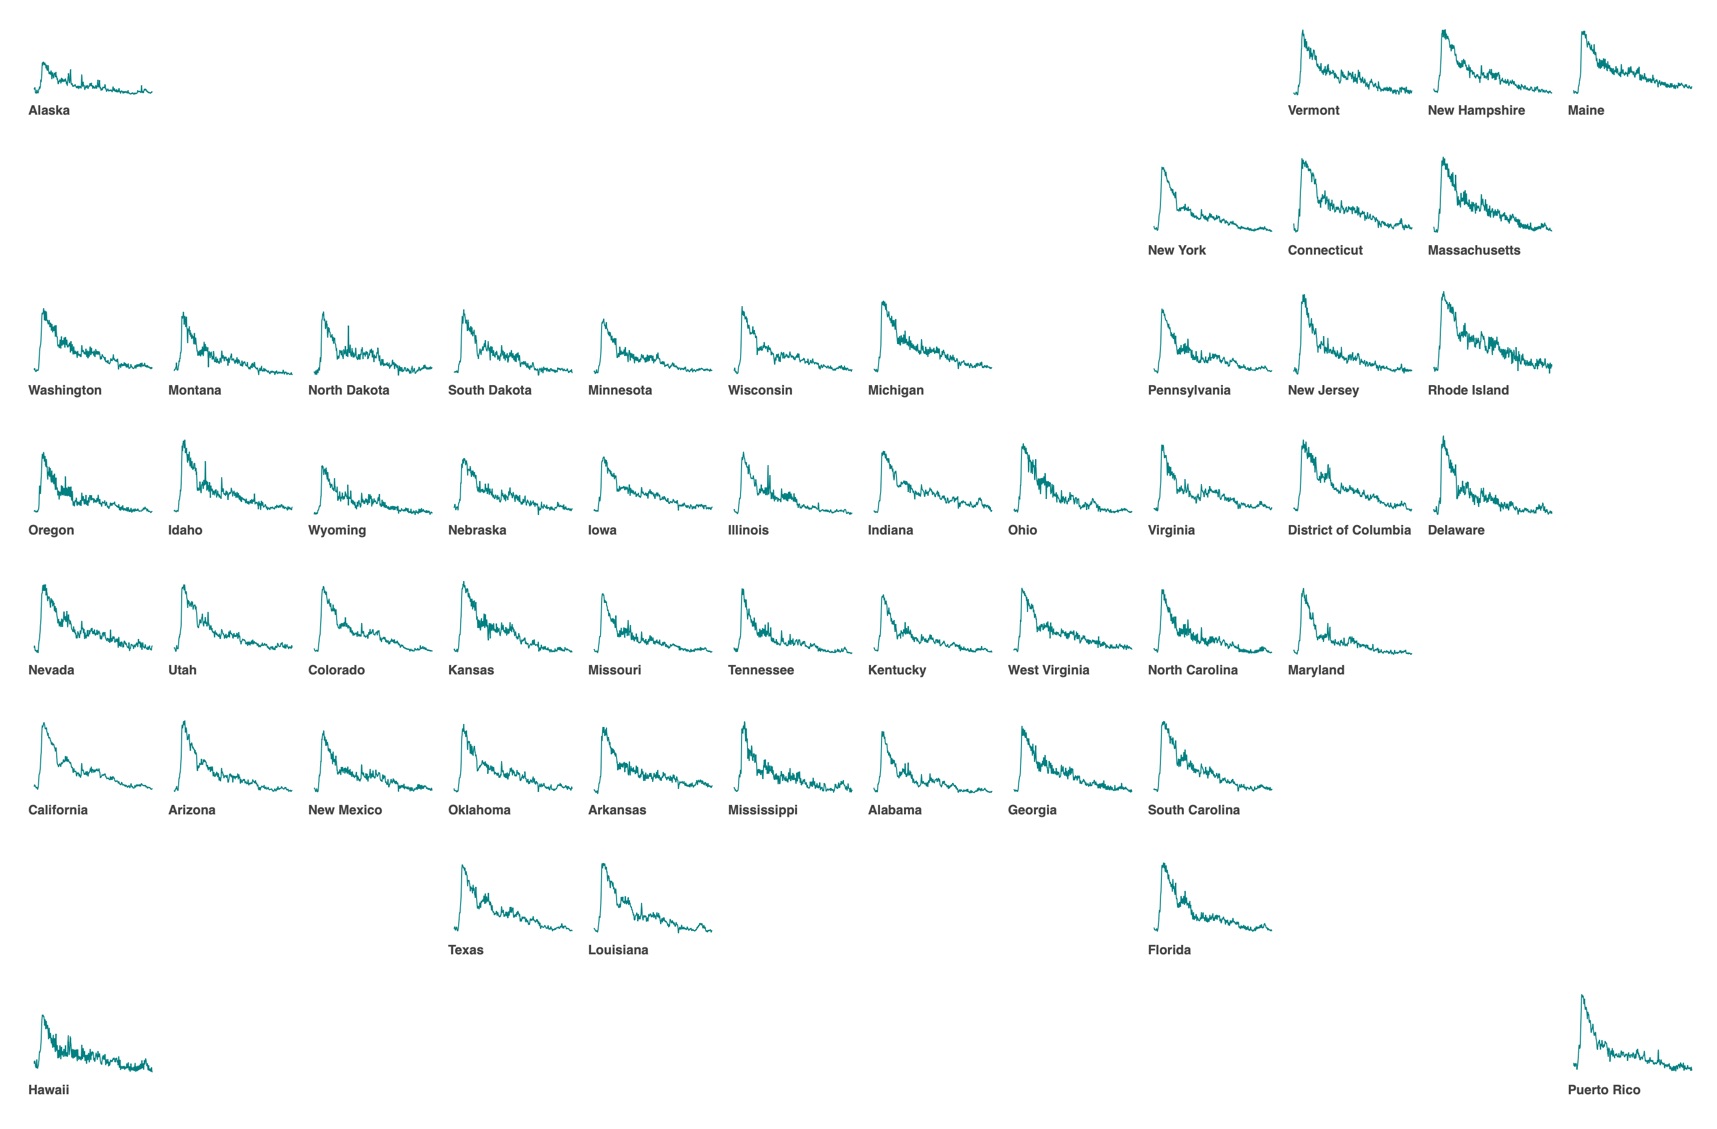 Alaska
Vermont
New Hampshire
Maine
New York
Connecticut
Massachusetts
Washington
Montana
North Dakota
South Dakota
Minnesota
Wisconsin
Michigan
Pennsylvania
New Jersey
Rhode Island
Oregon
Idaho
Wyoming
Nebraska
Iowa
Illinois
Indiana
Ohio
Virginia
District of Columbia
Delaware
Nevada
Utah
Colorado
Kansas
Missouri
Tennessee
Kentucky
West Virginia
North Carolina
Maryland
California
Arizona
New Mexico
Oklahoma
Arkansas
Mississippi
Alabama
Georgia
South Carolina
Texas
Louisiana
Florida
Hawaii
Puerto Rico